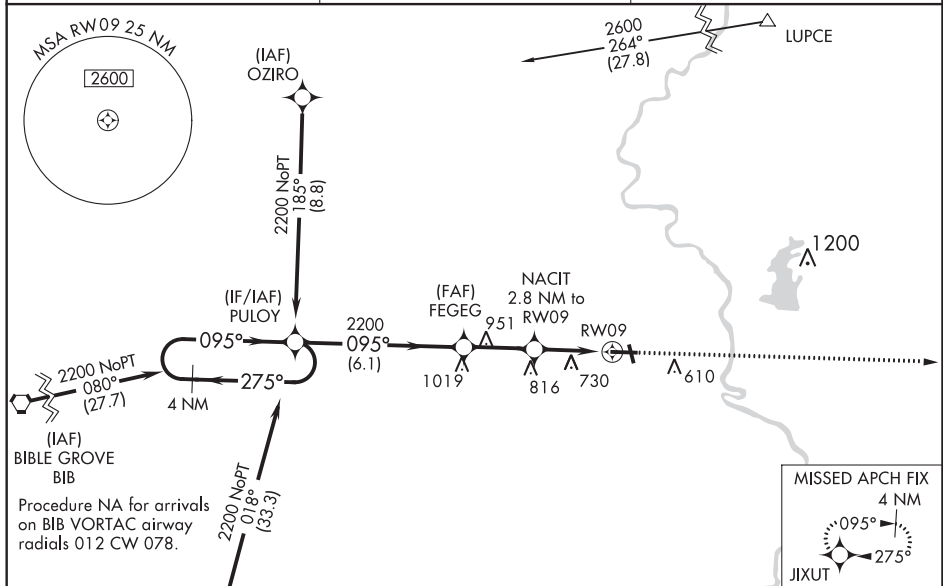 MSA RW09 25 NM
2600
(IAF)
OZIRO
2600
264°
(27.8)
LUPCE
2200 NoPT
185°
(8.8)
1200
(IF/IAF)
PULOY
095°
275°
4 NM
2200
095°
(6.1)
(FAF)
FEGEG
951
1019
NACIT
2.8 NM to
RW09
816
730
RW09
610
2200 NoPT
080°
(27.7)
(IAF)
BIBLE GROVE
BIB
Procedure NA for arrivals
on BIB VORTAC airway
radials 012 CW 078.
2200 NoPT
018°
(33.3)
MISSED APCH FIX
4 NM
095°
275°
JIXUT